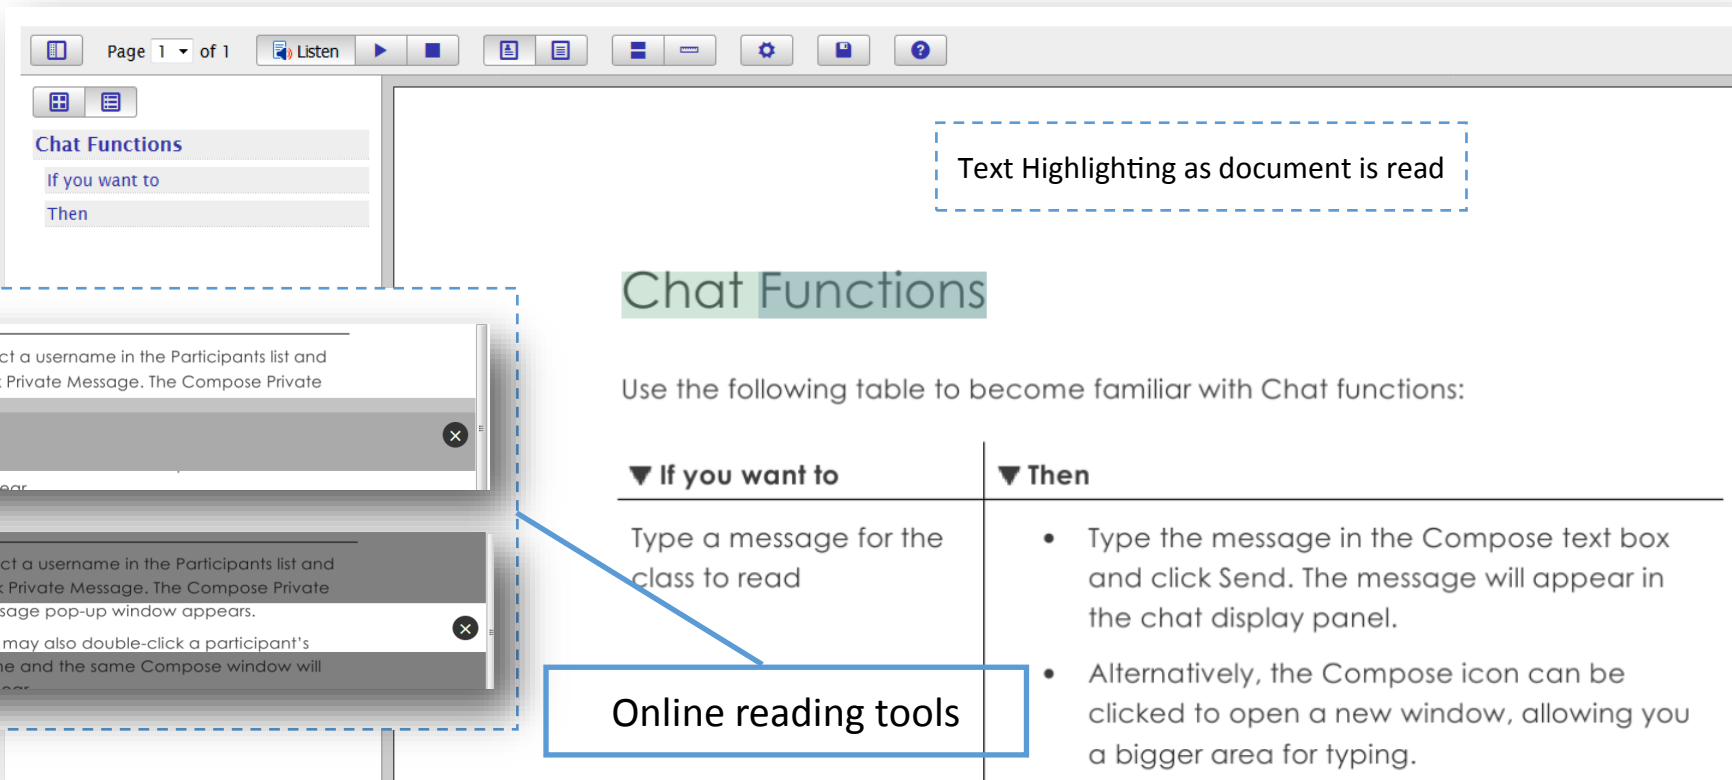 Page 1 of 1 Listen
Chat Functions
If you want to
Then
Text Highlighting as document is read
Chat Functions
Use the following table to become familiar with Chat functions:
If you want to
Then
Type a message for the
class to read
Type the message in the Compose text box
and click Send. The message will appear in
the chat display panel.
Alternatively, the Compose icon can be
clicked to open a new window, allowing you
a bigger area for typing.
ct a username in the Participants list and
Private Message. The Compose Private
ct a username in the Participants list and
Private Message. The Compose Private
sage pop-up window appears.
may also double-click a participant's
e and the same Compose window will
Online reading tools